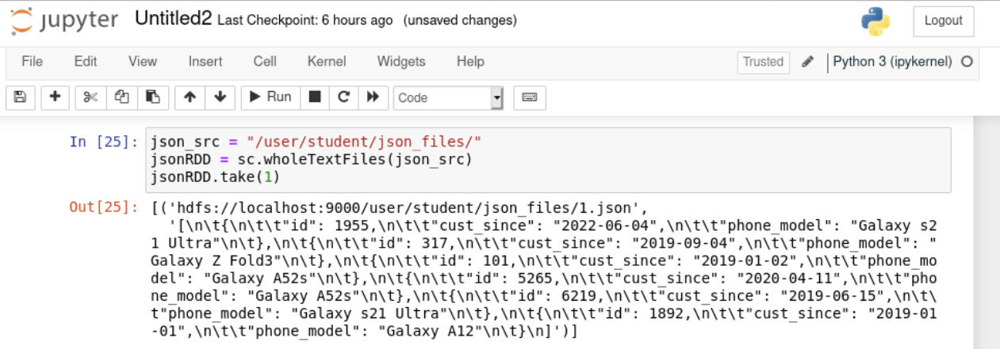 jupyter Untitled2 Last Checkpoint: 6 hours ago (unsaved changes) Logout
File Edit View Insert Cell Kernel Widgets Help Trusted Python 3 (ipykernel)
Run Code
In [25]: json_src = "/user/student/json_files/"
jsonRDD = sc.wholeTextFiles(json_src)
jsonRDD.take(1)
Out[25]: [('hdfs://localhost:9000/user/student/json_files/1.json',
'[\n\t{\n\t\t"id": 1955,\n\t\t"cust_since": "2022-06-04",\n\t\t"phone_model": "Galaxy s2
1 Ultra"\n\t},\n\t{\n\t\t"id": 317,\n\t\t"cust_since": "2019-09-04",\n\t\t"phone_model": "
Galaxy Z Fold3"\n\t},\n\t{\n\t\t"id": 101,\n\t\t"cust_since": "2019-01-02",\n\t\t"phone_mo
del": "Galaxy A52s"\n\t},\n\t{\n\t\t"id": 5265,\n\t\t"cust_since": "2020-04-11",\n\t\t"pho
ne_model": "Galaxy A52s"\n\t},\n\t{\n\t\t"id": 6219,\n\t\t"cust_since": "2019-06-15",\n\t\
t"phone_model": "Galaxy s21 Ultra"\n\t},\n\t{\n\t\t"id": 1892,\n\t\t"cust_since": "2019-01
-01",\n\t\t"phone_model": "Galaxy A12"\n\t}\n]')]